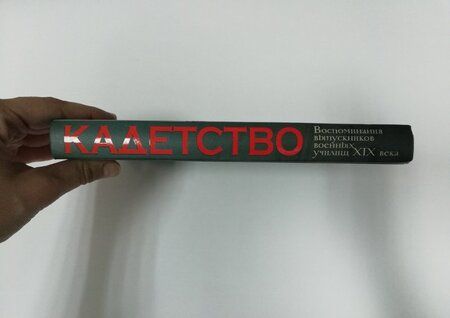 КАДЕТСТВО
Воспоминания
выпускников
военных
училищ XIX века